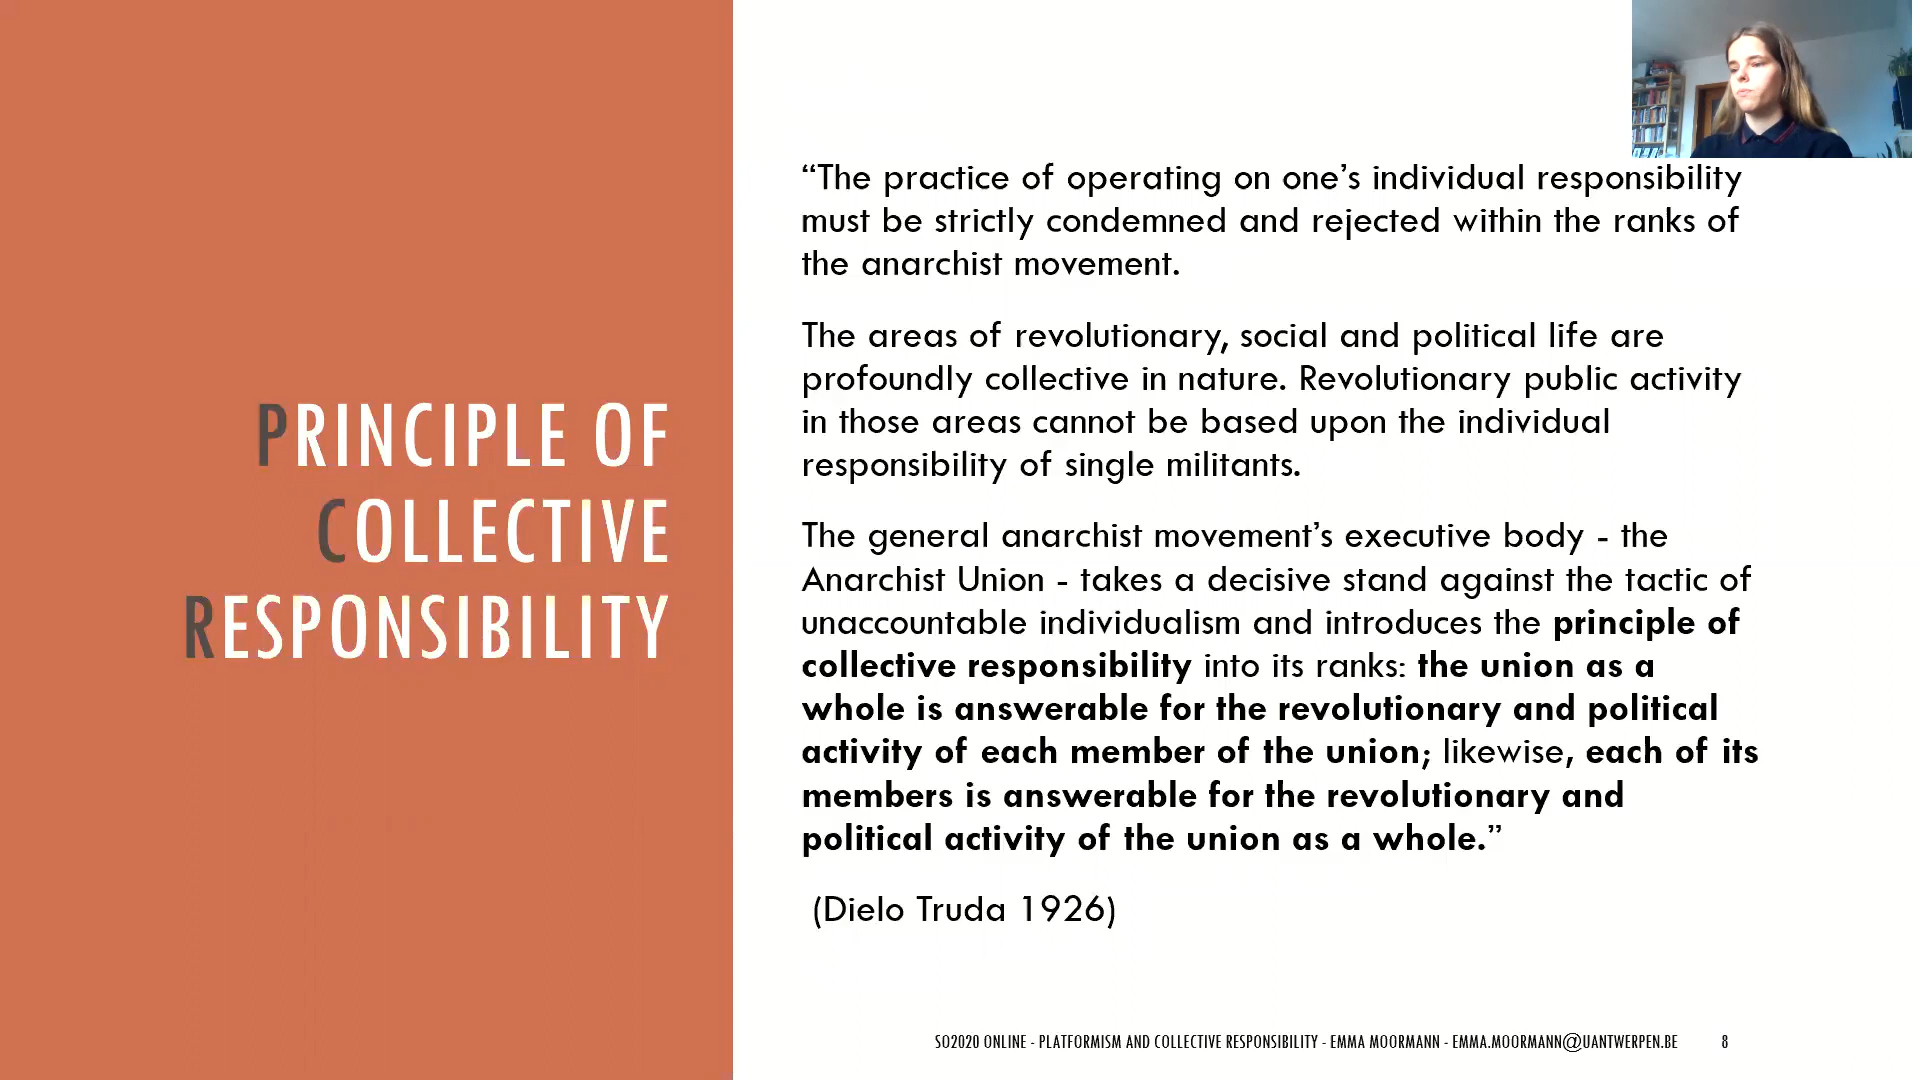 PRINCIPLE OF
COLLECTIVE
RESPONSIBILITY
“The practice of operating on one’s individual responsibility
must be strictly condemned and rejected within the ranks of
the anarchist movement.
The areas of revolutionary, social and political life are
profoundly collective in nature. Revolutionary public activity
in those areas cannot be based upon the individual
responsibility of single militants.
The general anarchist movement’s executive body - the
Anarchist Union - takes a decisive stand against the tactic of
unaccountable individualism and introduces the principle of
collective responsibility into its ranks: the union as a
whole is answerable for the revolutionary and political
activity of each member of the union; likewise, each of its
members is answerable for the revolutionary and
political activity of the union as a whole.”
(Dielo Truda 1926)
SO2020 ONLINE - PLATFORMISM AND COLLECTIVE RESPONSIBILITY - EMMA MOORMANN - EMMA.MOORMANN@UANTWERPEN.BE 8